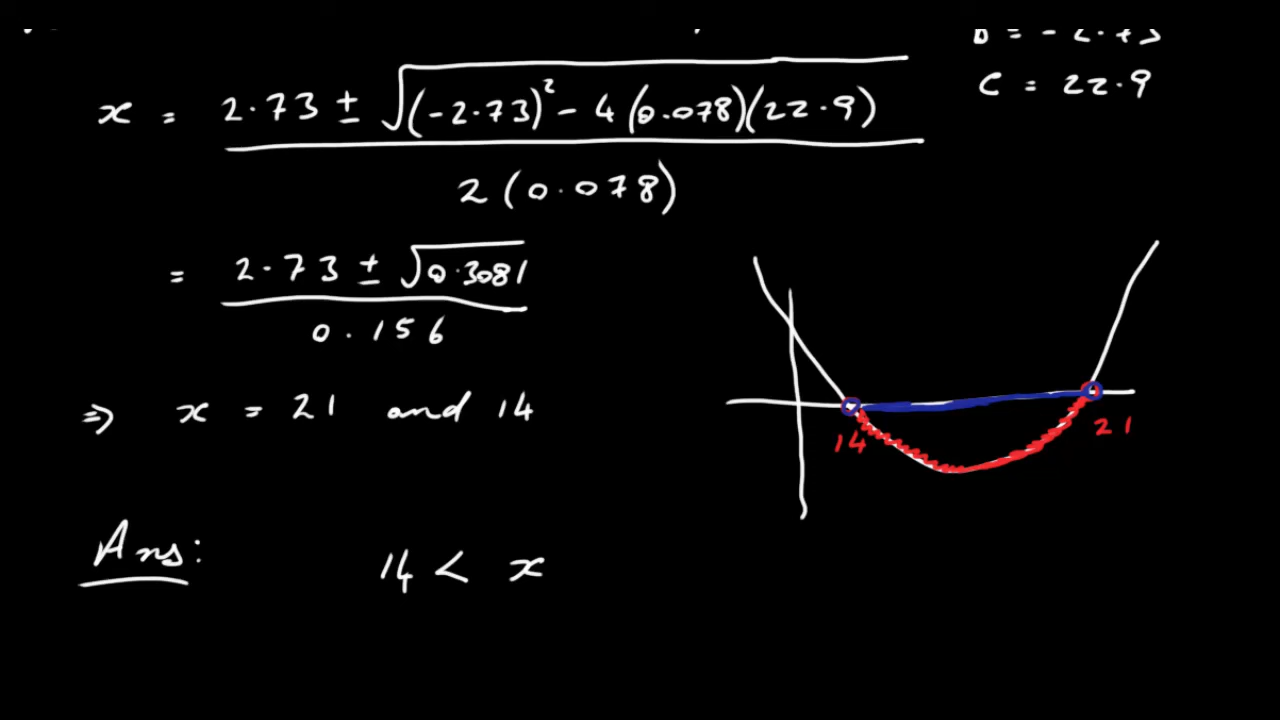 C = 22.9
x = 2.73 ± √(-2.73)² - 4(0.078)(22.9)
2(0.078)
= 2.73 ± √0.3081
0.156
⇒ x = 21 and 14
14
21
Ans: 14 < x